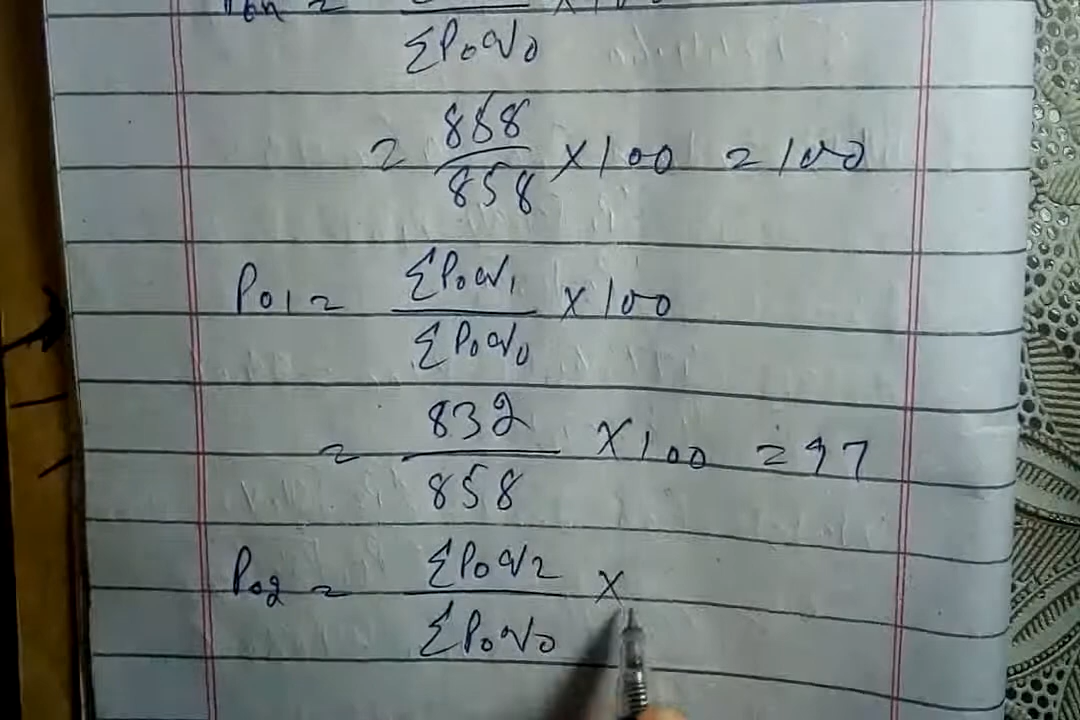 ΣP₀q₀
= 858/858 × 100 = 100
P₀₁ = ΣP₀q₁/ΣP₀q₀ × 100
= 832/858 × 100 = 97
P₀₂ = ΣP₀q₂/ΣP₀q₀ ×